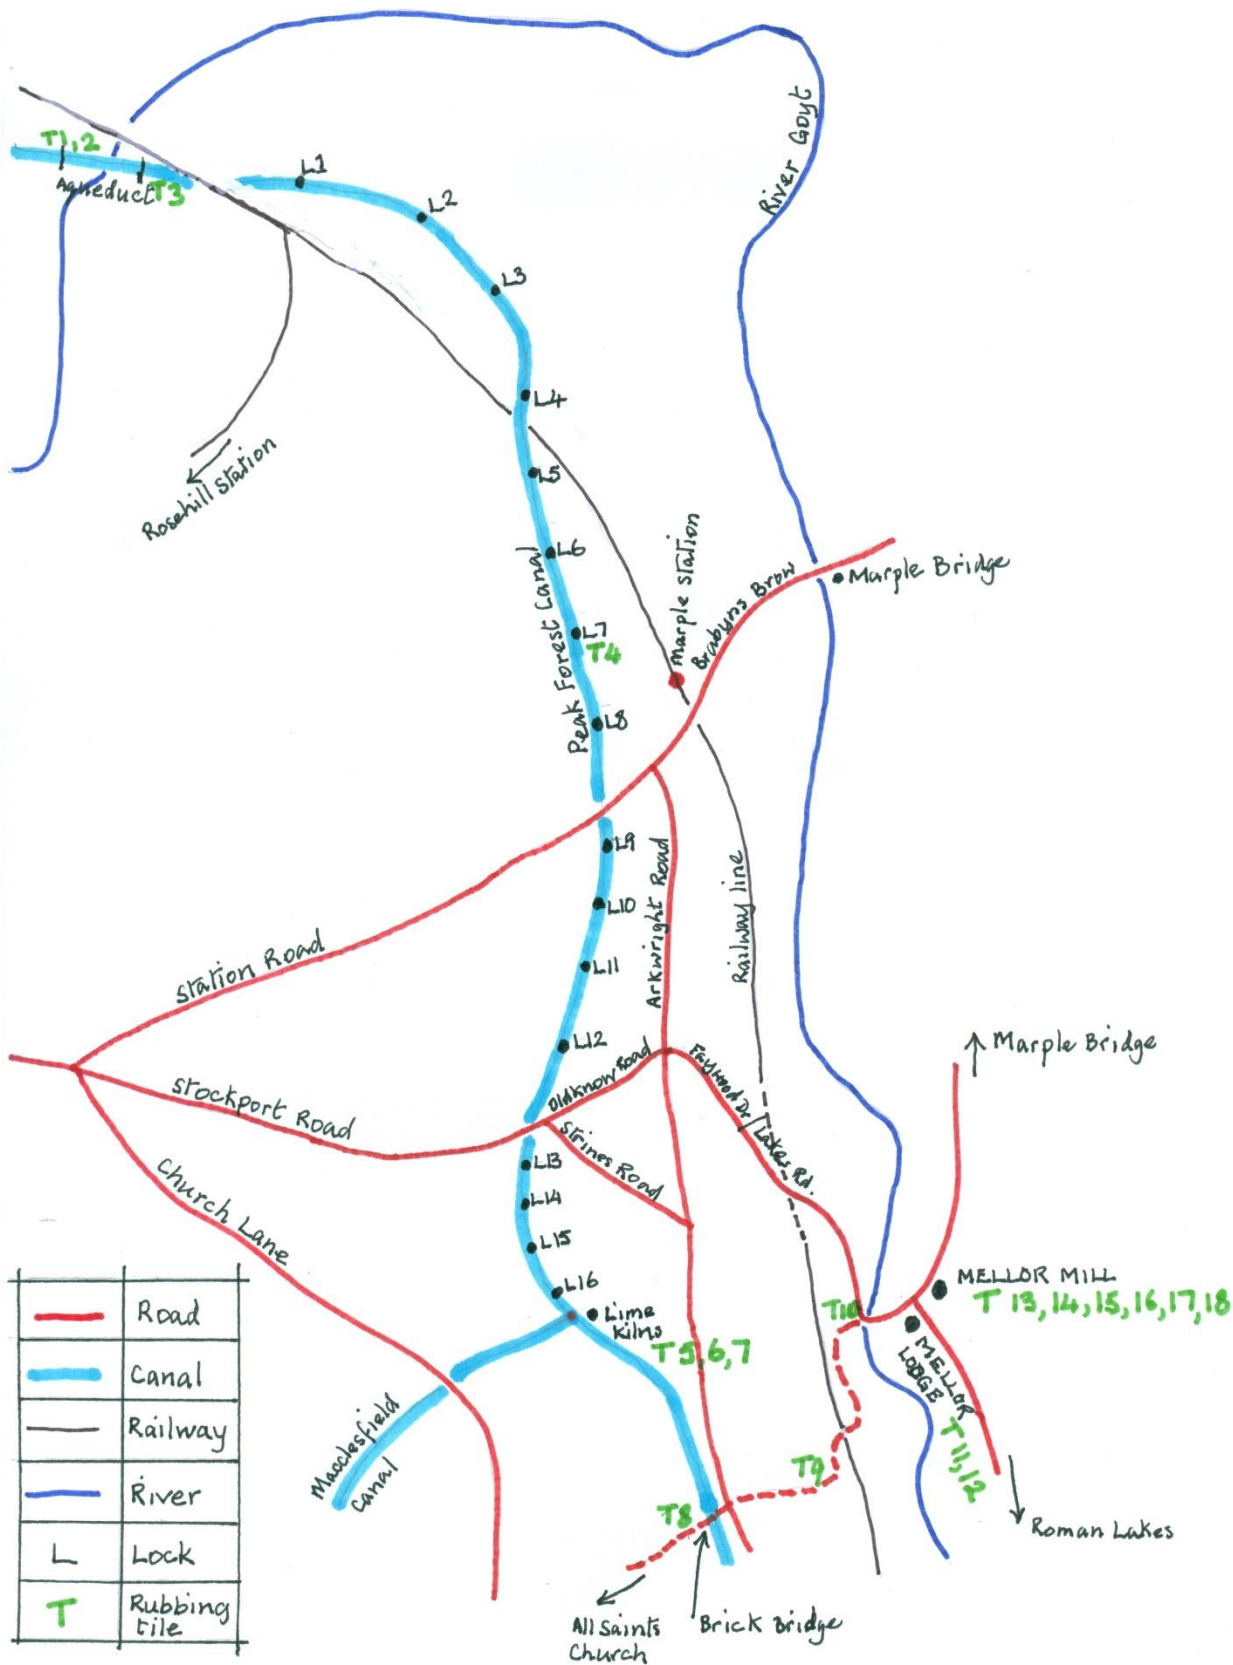 River Goyt
T1,2
Aqueduct
T3
L1
L2
L3
L4
L5
L6
L7
T4
L8
Rosehill Station
Peak Forest Canal
Marple Station
Brabyns Brow
Marple Bridge
L9
L10
L11
L12
Arkwright Road
Railway line
Station Road
Stockport Road
Church Lane
Oldknow Road
Faywood Dr/Lakes Rd.
Strines Road
Marple Bridge
L13
L14
L15
L16
Lime
kilns
T5,6,7
T10
MELLOR MILL
T 13,14,15,16,17,18
MELLOR
LODGE
T11,12
Macclesfield
Canal
T8
T9
Roman Lakes
All Saints
Church
Brick Bridge
Road
Canal
Railway
River
L Lock
T Rubbing
tile